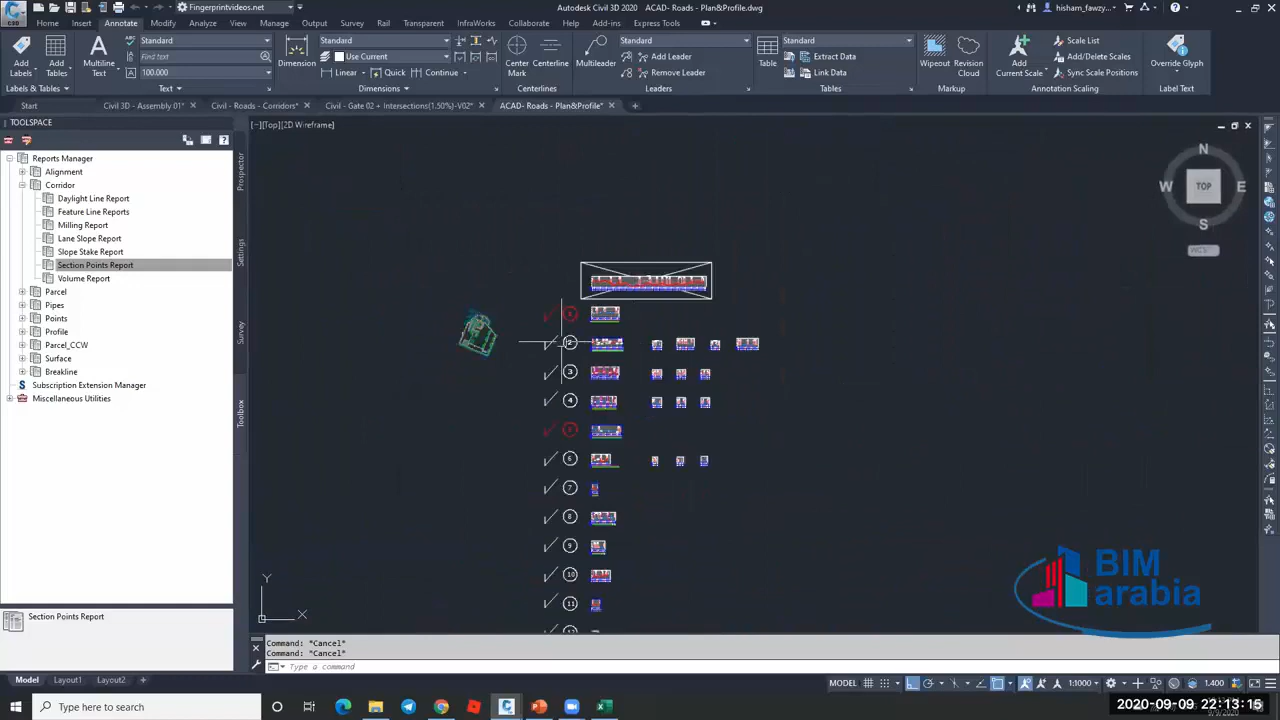 Fingerprintvideos.net
Autodesk Civil 3D 2020   ACAD- Roads - Plan&Profile.dwg
hisham_fawzy...
C3D
Home Insert Annotate Modify Analyze View Manage Output Survey Rail Transparent InfraWorks Collaborate Help Add-ins Express Tools
Add Labels
Add Tables
Labels & Tables
Multiline Text
Standard
Find text
100.000
Text
Dimension
Standard
Use Current
Linear Quick Continue
Dimensions
Center Mark
Centerline
Centerlines
Multileader
Standard
Add Leader
Remove Leader
Leaders
Table
Standard
Extract Data
Link Data
Tables
Wipeout
Revision Cloud
Markup
Add Current Scale
Scale List
Add/Delete Scales
Sync Scale Positions
Annotation Scaling
Override Glyph
Label Text
Start
Civil 3D - Assembly 01*
Civil - Roads - Corridors*
Civil - Gate 02 + Intersections(1.50%)-V02*
ACAD- Roads - Plan&Profile*
TOOLSPACE
[−][Top][2D Wireframe]
Prospector
Settings
Survey
Toolbox
Reports Manager
Alignment
Corridor
Daylight Line Report
Feature Line Reports
Milling Report
Lane Slope Report
Slope Stake Report
Section Points Report
Volume Report
Parcel
Pipes
Points
Profile
Parcel_CCW
Surface
Breakline
Subscription Extension Manager
Miscellaneous Utilities
Section Points Report
N
W TOP E
S
WCS
2
3
4
6
7
8
9
10
11
Y
X
BIM
arabia
Command: *Cancel*
Command: *Cancel*
Type a command
Model Layout1 Layout2 +
MODEL
1:1000
1.400
Type here to search
2020-09-09 22:13:15